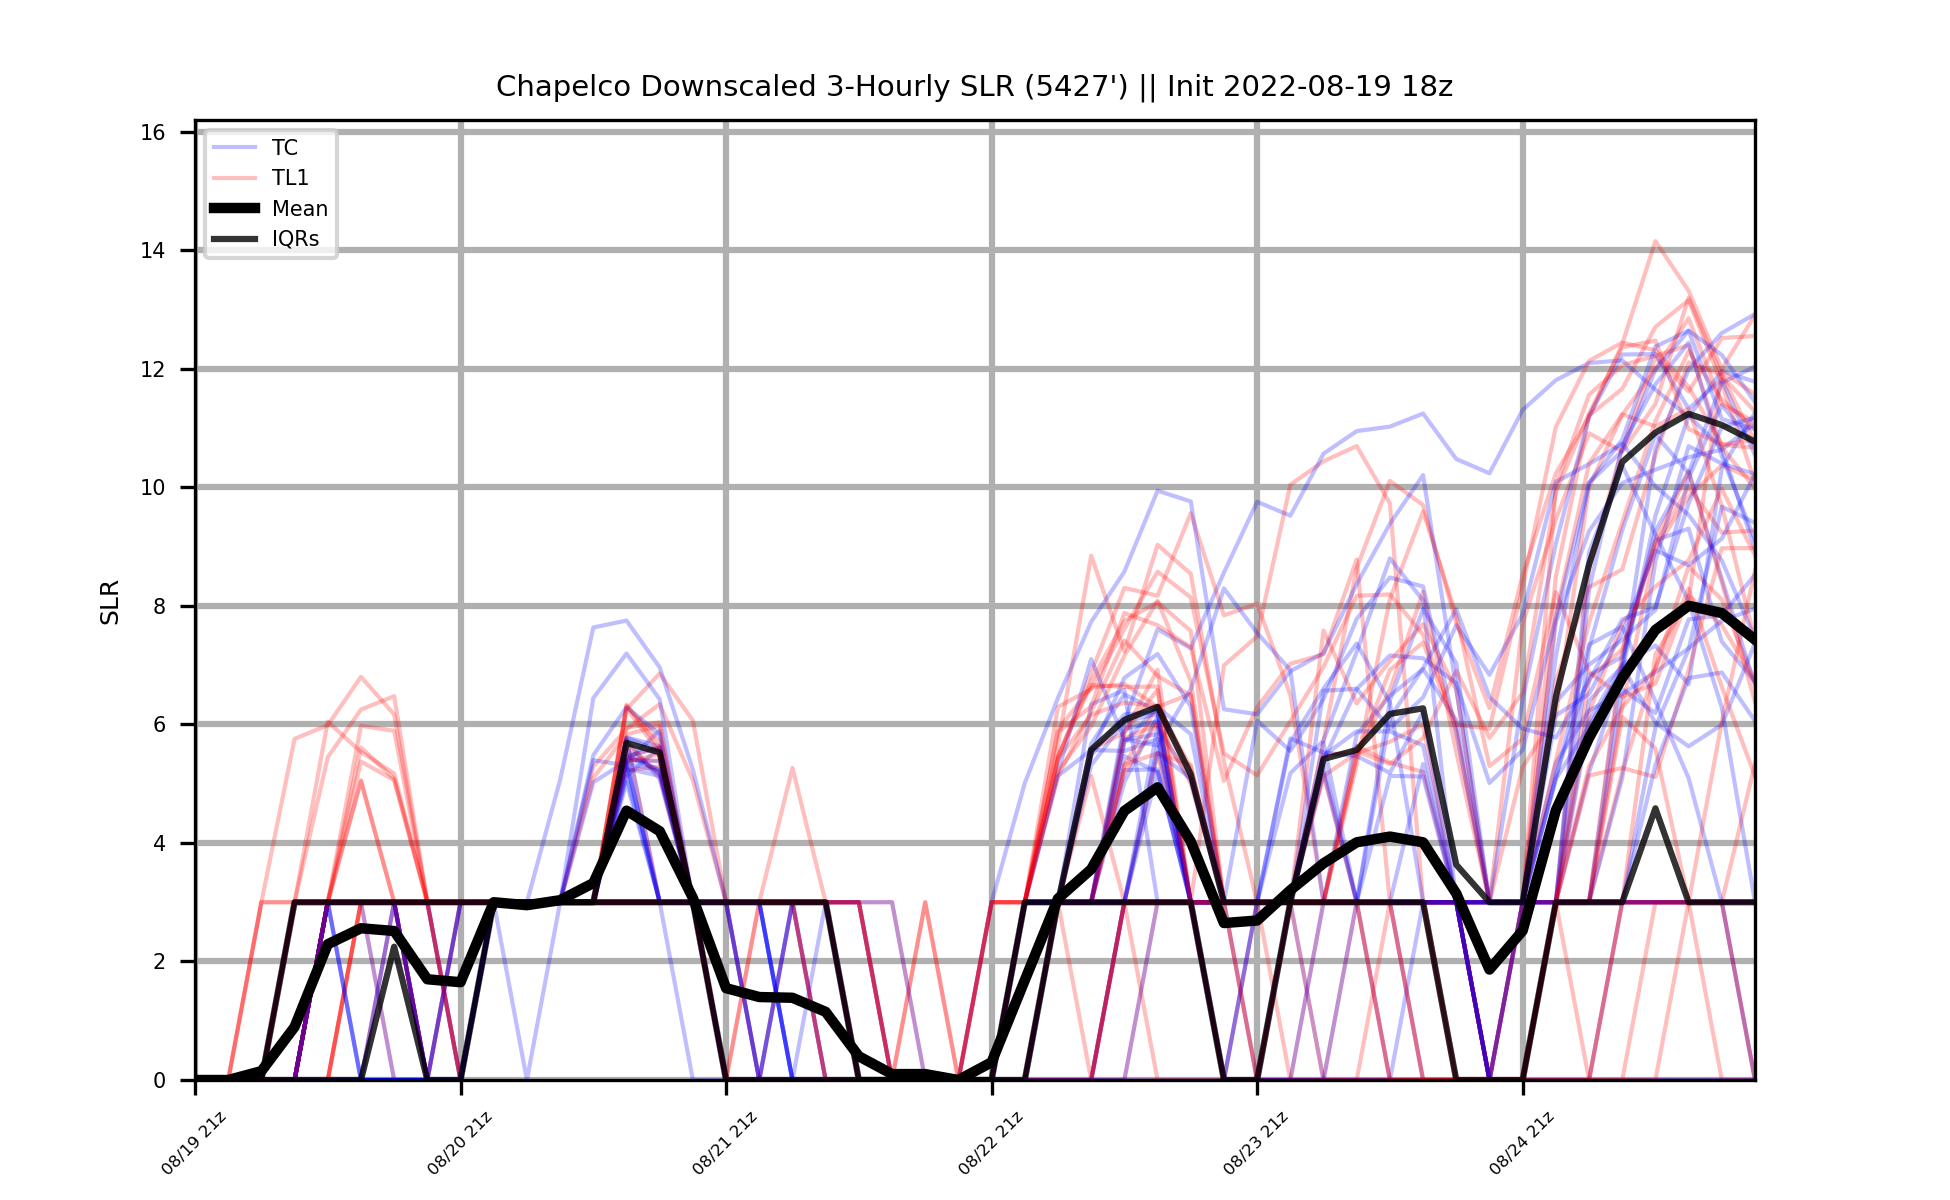 Chapelco Downscaled 3-Hourly SLR (5427') || Init 2022-08-19 18z
16
14
12
10
8
6
4
2
0
SLR
TC
TL1
Mean
IQRs
08/19 21z
08/20 21z
08/21 21z
08/22 21z
08/23 21z
08/24 21z